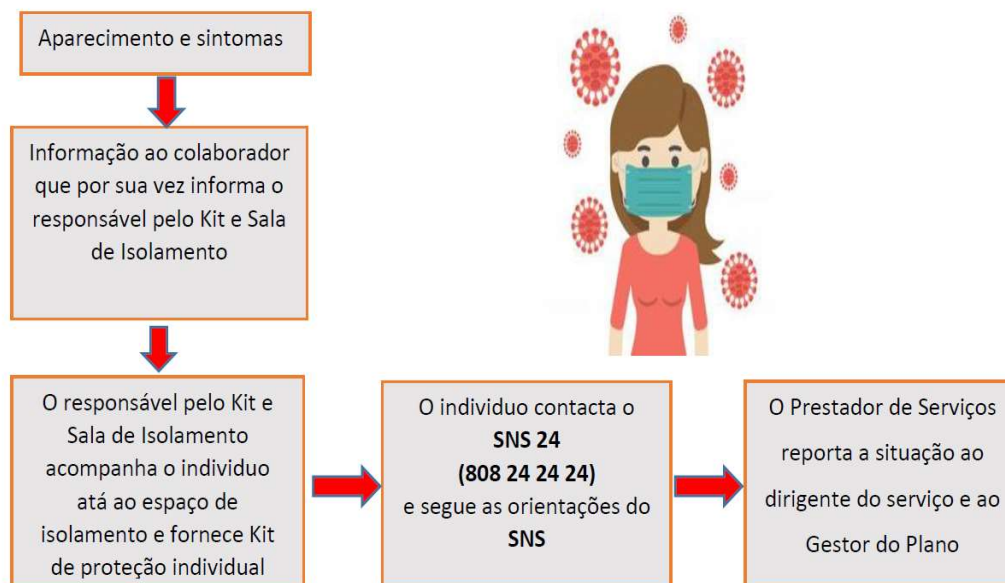 Aparecimento e sintomas
Informação ao colaborador
que por sua vez informa o
responsável pelo Kit e Sala
de Isolamento
O responsável pelo Kit e
Sala de Isolamento
acompanha o individuo
atá ao espaço de
isolamento e fornece Kit
de proteção individual
O individuo contacta o
SNS 24
(808 24 24 24)
e segue as orientações do
SNS
O Prestador de Serviços
reporta a situação ao
dirigente do serviço e ao
Gestor do Plano